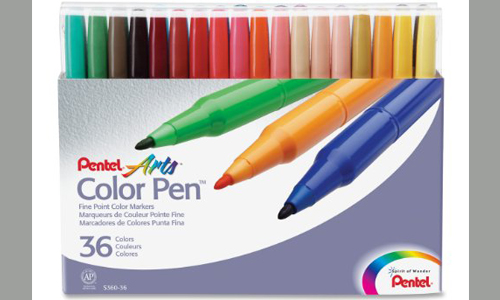 Pentel Arts
Color Pen™
Fine Point Color Markers
Marqueurs de Couleur Pointe Fine
Marcadores de Colores Punta Fina
36 Colors
Couleurs
Colores
AP
S360-36
Spirit of Wonder
Pentel